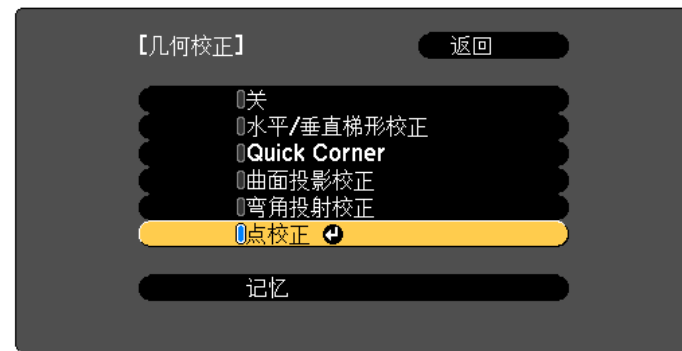 【几何校正】 返回
关
水平/垂直梯形校正
Quick Corner
曲面投影校正
弯角投射校正
点校正
记忆